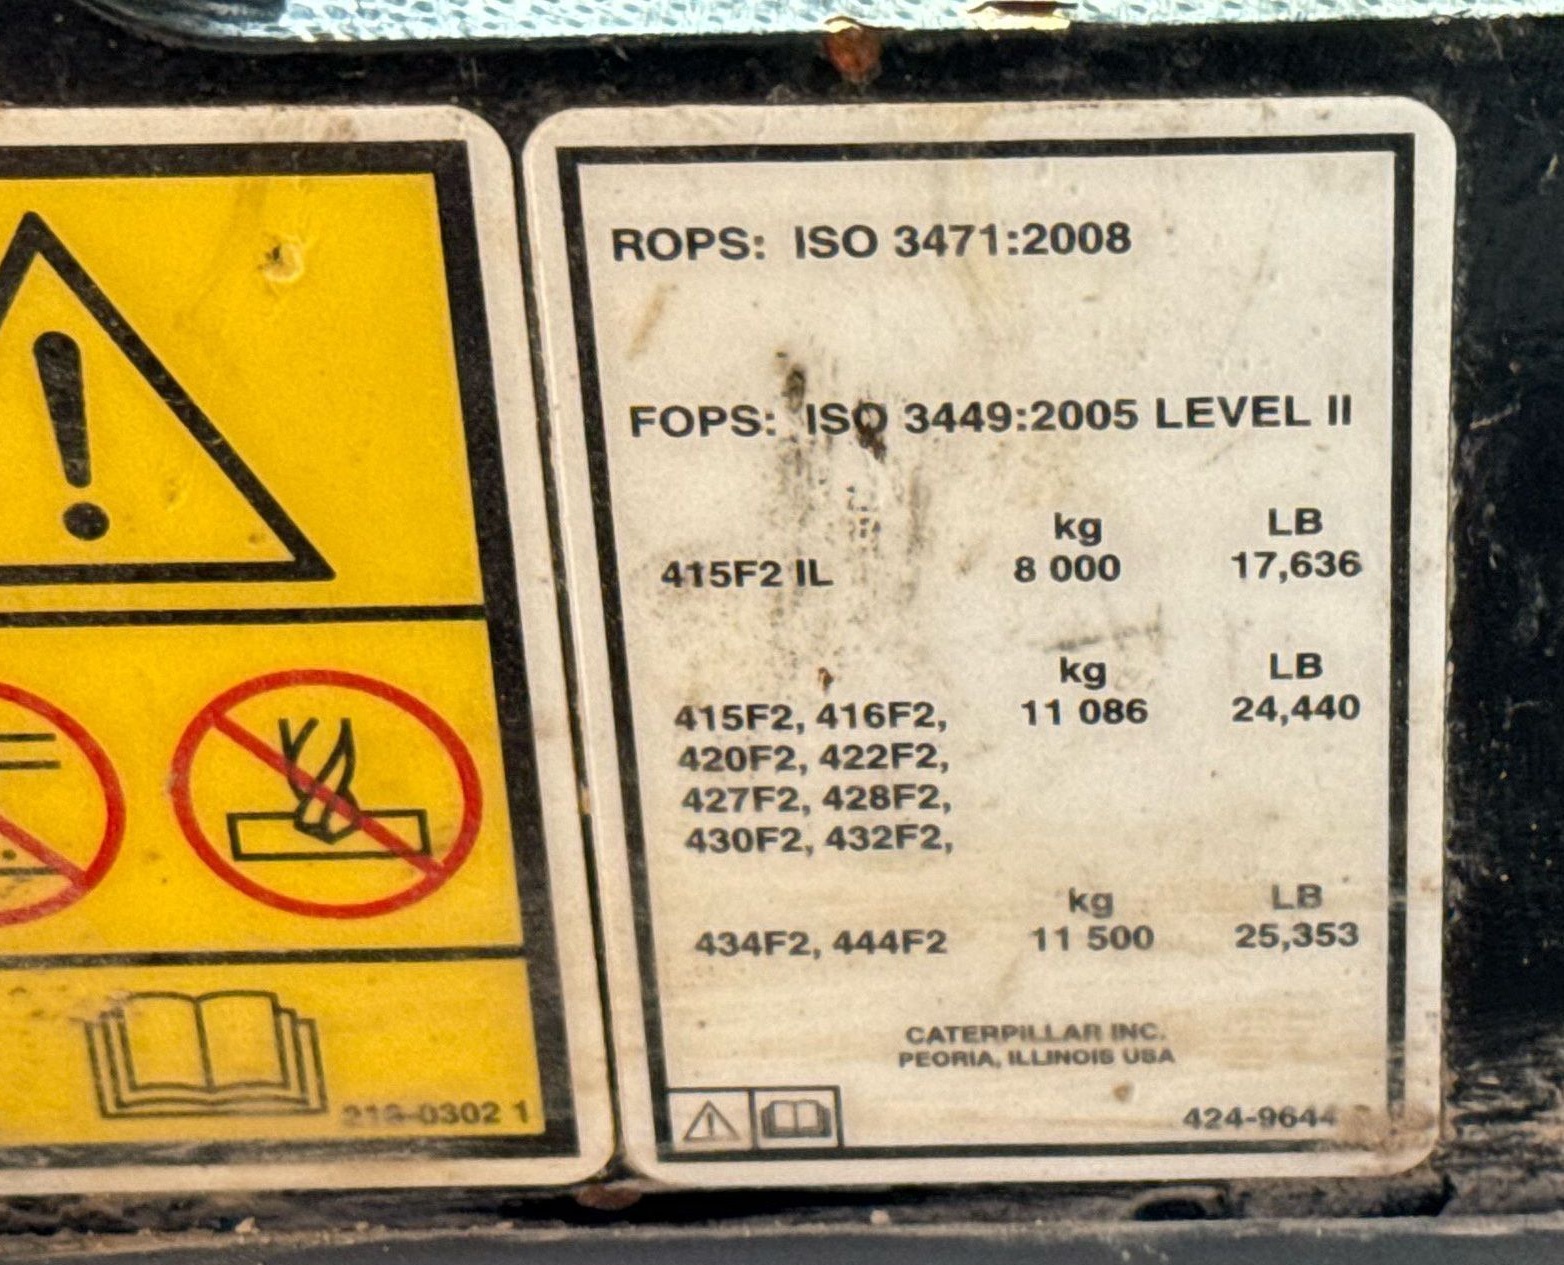 ROPS: ISO 3471:2008
FOPS: ISO 3449:2005 LEVEL II
kg LB
415F2 IL 8 000 17,636
kg LB
415F2, 416F2, 11 086 24,440
420F2, 422F2,
427F2, 428F2,
430F2, 432F2,
kg LB
434F2, 444F2 11 500 25,353
CATERPILLAR INC.
PEORIA, ILLINOIS USA
424-9644
1